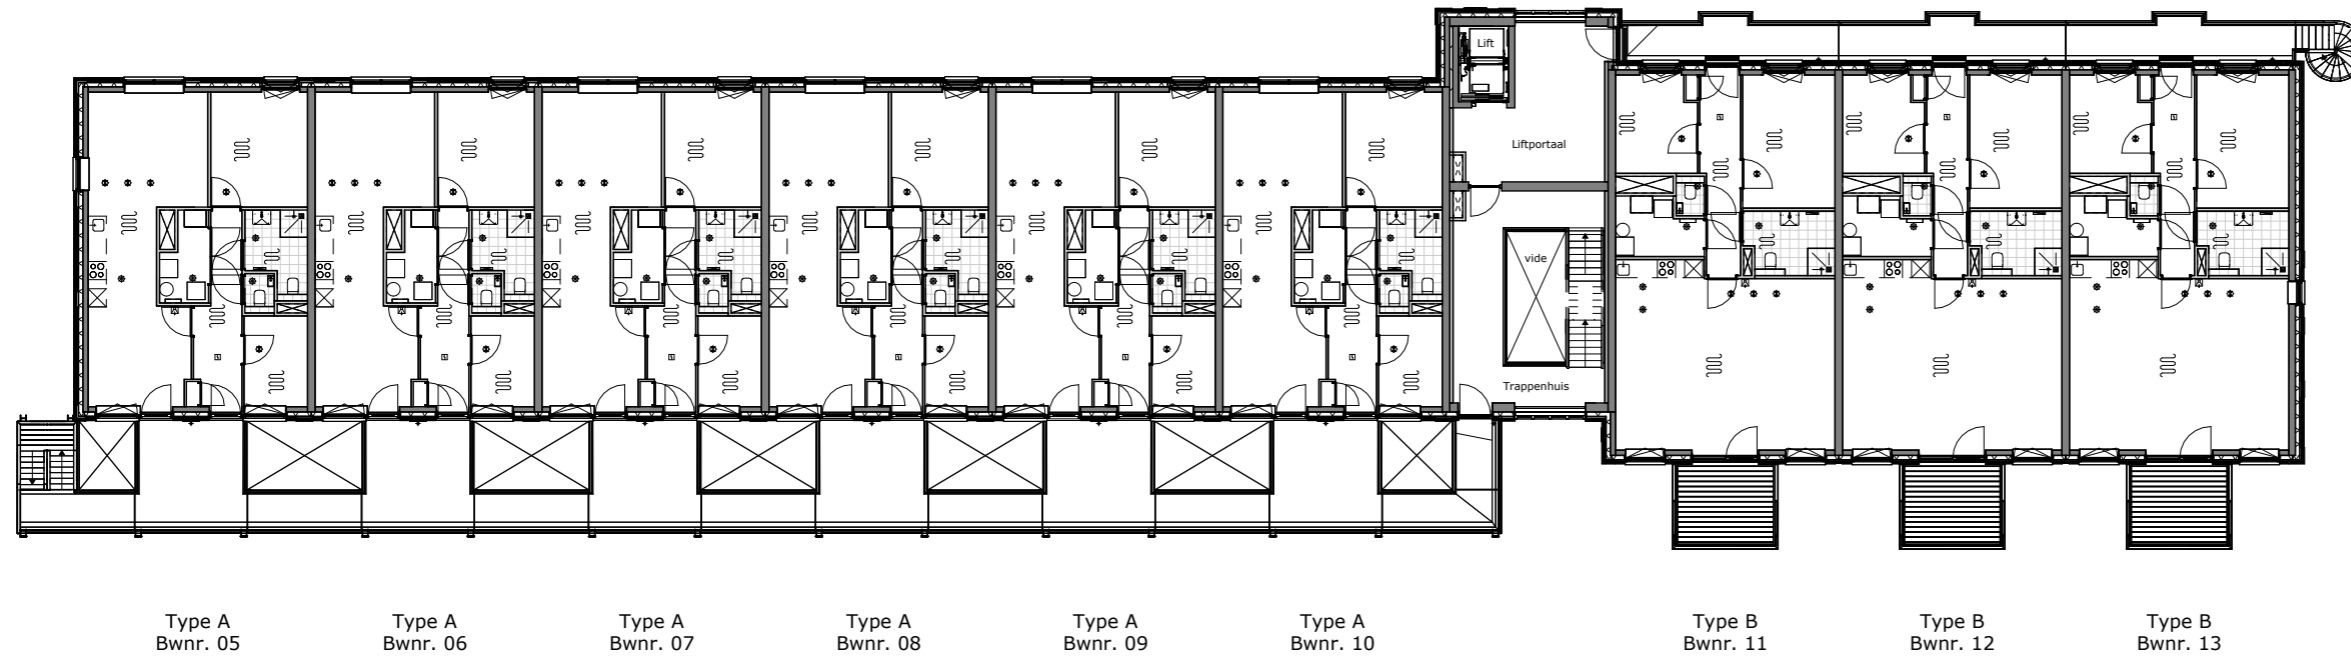 Lift
Liftportaal
vide
Trappenhuis
Type A
Bwnr. 05
Type A
Bwnr. 06
Type A
Bwnr. 07
Type A
Bwnr. 08
Type A
Bwnr. 09
Type A
Bwnr. 10
Type B
Bwnr. 11
Type B
Bwnr. 12
Type B
Bwnr. 13